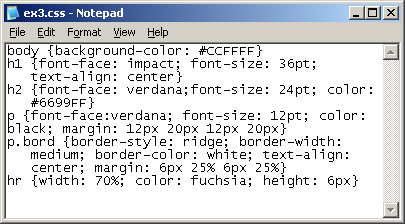 ex3.css - Notepad
File Edit Format View Help
body {background-color: #CCFFFF}
h1 {font-face: impact; font-size: 36pt;
text-align: center}
h2 {font-face: verdana;font-size: 24pt; color:
#6699FF}
p {font-face:verdana; font-size: 12pt; color:
black; margin: 12px 20px 12px 20px}
p.bord {border-style: ridge; border-width:
medium; border-color: white; text-align:
center; margin: 6px 25% 6px 25%}
hr {width: 70%; color: fuchsia; height: 6px}